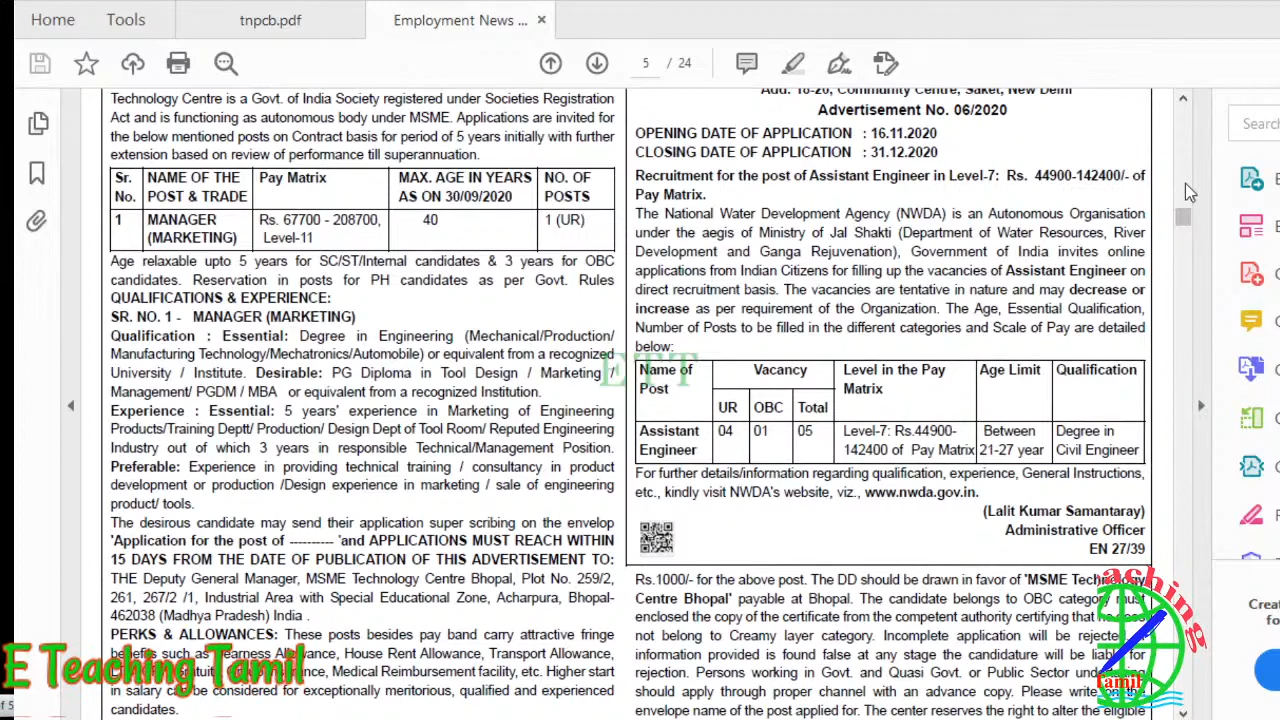 Home
Tools
tnpcb.pdf
Employment News ...
5 / 24
Technology Centre is a Govt. of India Society registered under Societies Registration
Act and is functioning as autonomous body under MSME. Applications are invited for
the below mentioned posts on Contract basis for period of 5 years initially with further
extension based on review of performance till superannuation.
Sr. No.
NAME OF THE POST & TRADE
Pay Matrix
MAX. AGE IN YEARS AS ON 30/09/2020
NO. OF POSTS
1
MANAGER (MARKETING)
Rs. 67700 - 208700, Level-11
40
1 (UR)
Age relaxable upto 5 years for SC/ST/Internal candidates & 3 years for OBC
candidates. Reservation in posts for PH candidates as per Govt. Rules
QUALIFICATIONS & EXPERIENCE:
SR. NO. 1 - MANAGER (MARKETING)
Qualification : Essential: Degree in Engineering (Mechanical/Production/
Manufacturing Technology/Mechatronics/Automobile) or equivalent from a recognized
University / Institute. Desirable: PG Diploma in Tool Design / Marketing /
Management/ PGDM / MBA or equivalent from a recognized Institution.
Experience : Essential: 5 years' experience in Marketing of Engineering
Products/Training Deptt/ Production/ Design Dept of Tool Room/ Reputed Engineering
Industry out of which 3 years in responsible Technical/Management Position.
Preferable: Experience in providing technical training / consultancy in product
development or production /Design experience in marketing / sale of engineering
product/ tools.
The desirous candidate may send their application super scribing on the envelop
'Application for the post of ---------- 'and APPLICATIONS MUST REACH WITHIN
15 DAYS FROM THE DATE OF PUBLICATION OF THIS ADVERTISEMENT TO:
THE Deputy General Manager, MSME Technology Centre Bhopal, Plot No. 259/2,
261, 267/2 /1, Industrial Area with Special Education Zone, Acharpura, Bhopal-
462038 (Madhya Pradesh) India .
PERKS & ALLOWANCES: These posts besides pay band carry attractive fringe
such as Dearness Allowance, House Rent Allowance, Transport Allowance,
Medical Reimbursement facility, etc. Higher start
in salary can be considered for exceptionally meritorious, qualified and experienced
candidates.
Add: 18-20, Community Centre, Saket, New Delhi
Advertisement No. 06/2020
OPENING DATE OF APPLICATION : 16.11.2020
CLOSING DATE OF APPLICATION : 31.12.2020
Recruitment for the post of Assistant Engineer in Level-7: Rs. 44900-142400/- of
Pay Matrix.
The National Water Development Agency (NWDA) is an Autonomous Organisation
under the aegis of Ministry of Jal Shakti (Department of Water Resources, River
Development and Ganga Rejuvenation), Government of India invites online
applications from Indian Citizens for filling up the vacancies of Assistant Engineer on
direct recruitment basis. The vacancies are tentative in nature and may decrease or
increase as per requirement of the Organization. The Age, Essential Qualification,
Number of Posts to be filled in the different categories and Scale of Pay are detailed
below:
Name of Post
Vacancy
Level in the Pay Matrix
Age Limit
Qualification
UR
OBC
Total
Assistant Engineer
04
01
05
Level-7: Rs.44900-142400 of Pay Matrix
Between 21-27 year
Degree in Civil Engineer
For further details/information regarding qualification, experience, General Instructions,
etc., kindly visit NWDA's website, viz., www.nwda.gov.in.
(Lalit Kumar Samantaray)
Administrative Officer
EN 27/39
Rs.1000/- for the above post. The DD should be drawn in favor of 'MSME Technology
Centre Bhopal' payable at Bhopal. The candidate belongs to OBC category must
enclosed the copy of the certificate from the competent authority certifying that
not belong to Creamy layer category. Incomplete application will be rejected
information provided is found false at any stage the candidature will be liable for
rejection. Persons working in Govt. and Quasi Govt. or Public Sector
should apply through proper channel with an advance copy. Please write on the
envelope name of the post applied for. The center reserves the right to alter the eligible
Search
ETT
E Teaching Tamil
aching
Tamil
of 5